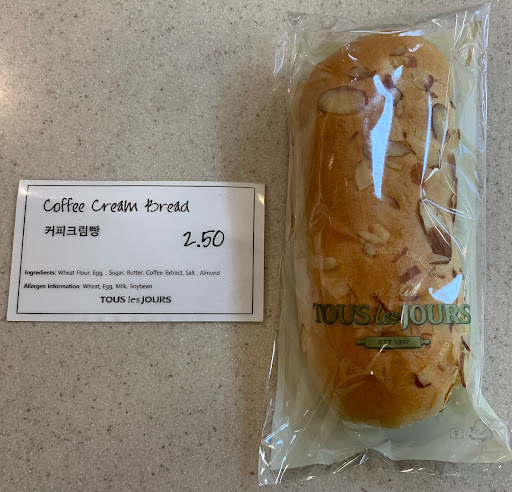 Coffee Cream Bread
커피크림빵
2.50
Ingredients: Wheat Flour, Egg, , Sugar, Butter, Coffee Extract, Salt , Almond
Allergen Information: Wheat, Egg, Milk, Soybean
TOUS les JOURS
TOUS les JOURS
EST 1997